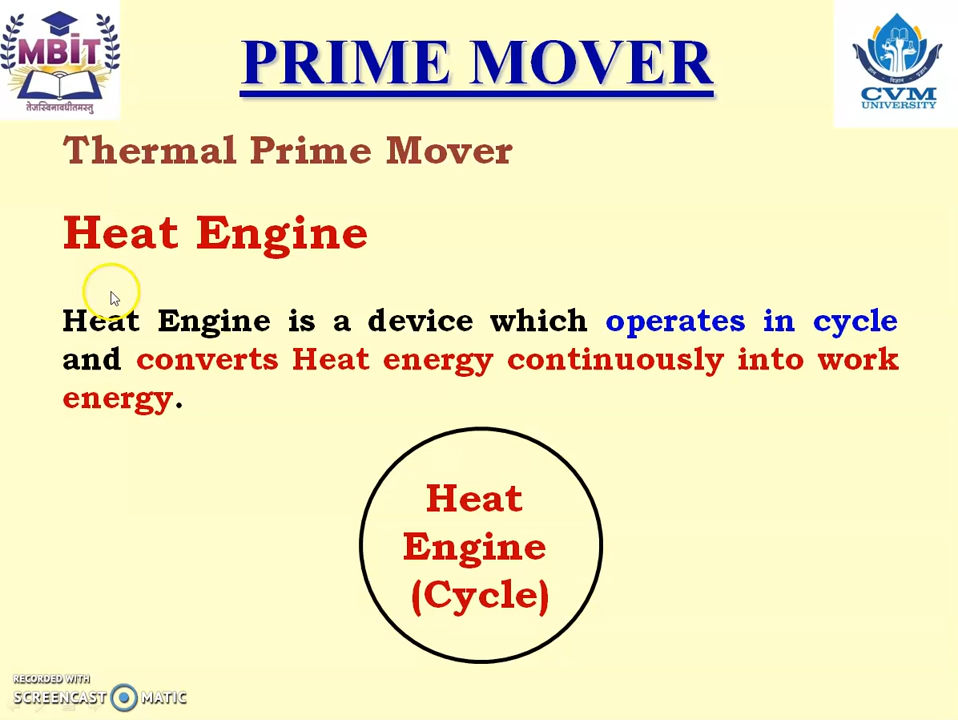 MBiT
तेजस्विनावधीतमस्तु
PRIME MOVER
CVM
UNIVERSITY
Thermal Prime Mover
Heat Engine
Heat Engine is a device which operates in cycle
and converts Heat energy continuously into work
energy.
Heat
Engine
(Cycle)
RECORDED WITH
SCREENCAST MATIC